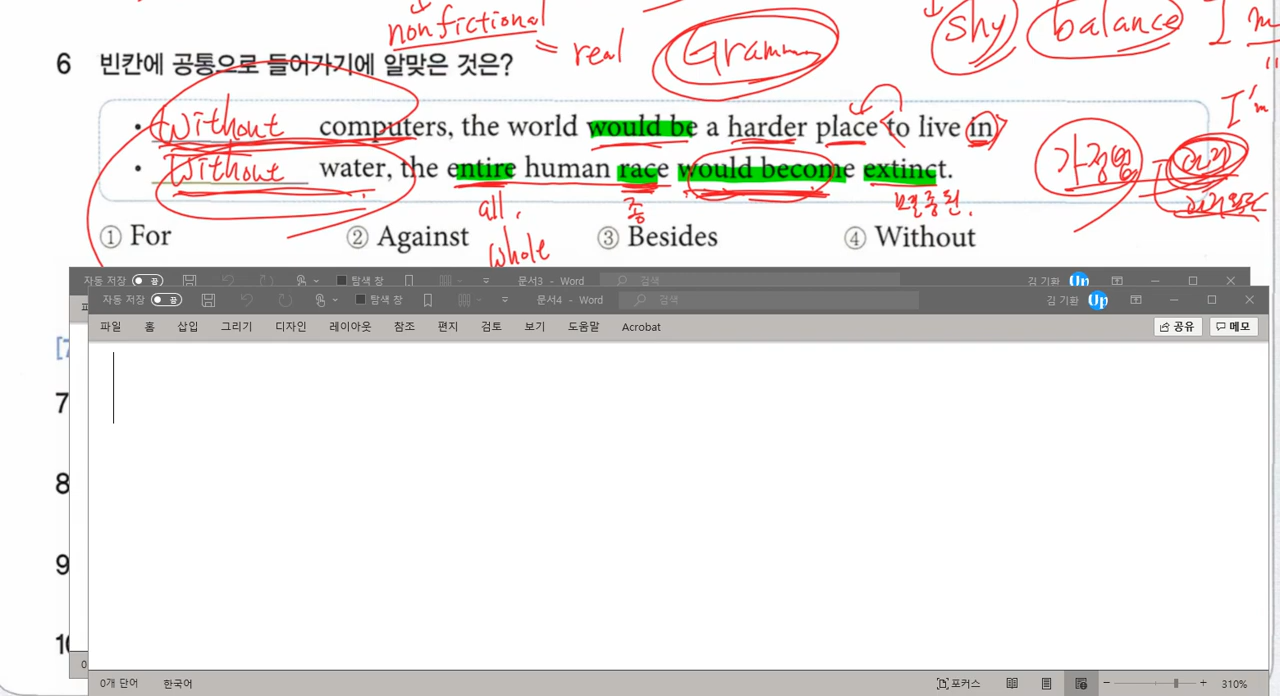 nonfictional
= real
Gramm
shy
balance
I'm
6 빈칸에 공통으로 들어가기에 알맞은 것은?
I'm
• Without computers, the world would be a harder place <to live in>
가정법
• Without water, the entire human race would become extinct.
all.
whole
종
멸종된.
① For ② Against ③ Besides ④ Without
자동 저장 끔 탐색 창 문서3 - Word 검색 김 기환
자동 저장 끔 탐색 창 문서4 - Word 검색 김 기환 Up
파일 홈 삽입 그리기 디자인 레이아웃 참조 편지 검토 보기 도움말 Acrobat 공유 메모
[7
7
8
9
10
0
0개 단어 한국어 포커스 310%